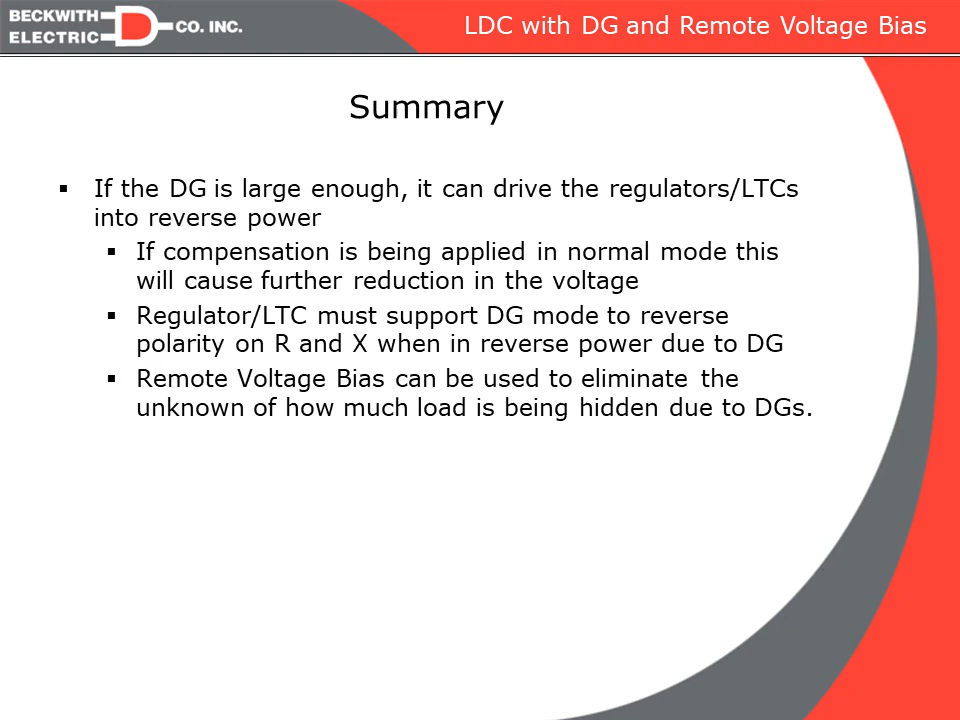 BECKWITH
ELECTRIC CO. INC.
LDC with DG and Remote Voltage Bias
Summary
▪ If the DG is large enough, it can drive the regulators/LTCs
into reverse power
▪ If compensation is being applied in normal mode this
will cause further reduction in the voltage
▪ Regulator/LTC must support DG mode to reverse
polarity on R and X when in reverse power due to DG
▪ Remote Voltage Bias can be used to eliminate the
unknown of how much load is being hidden due to DGs.